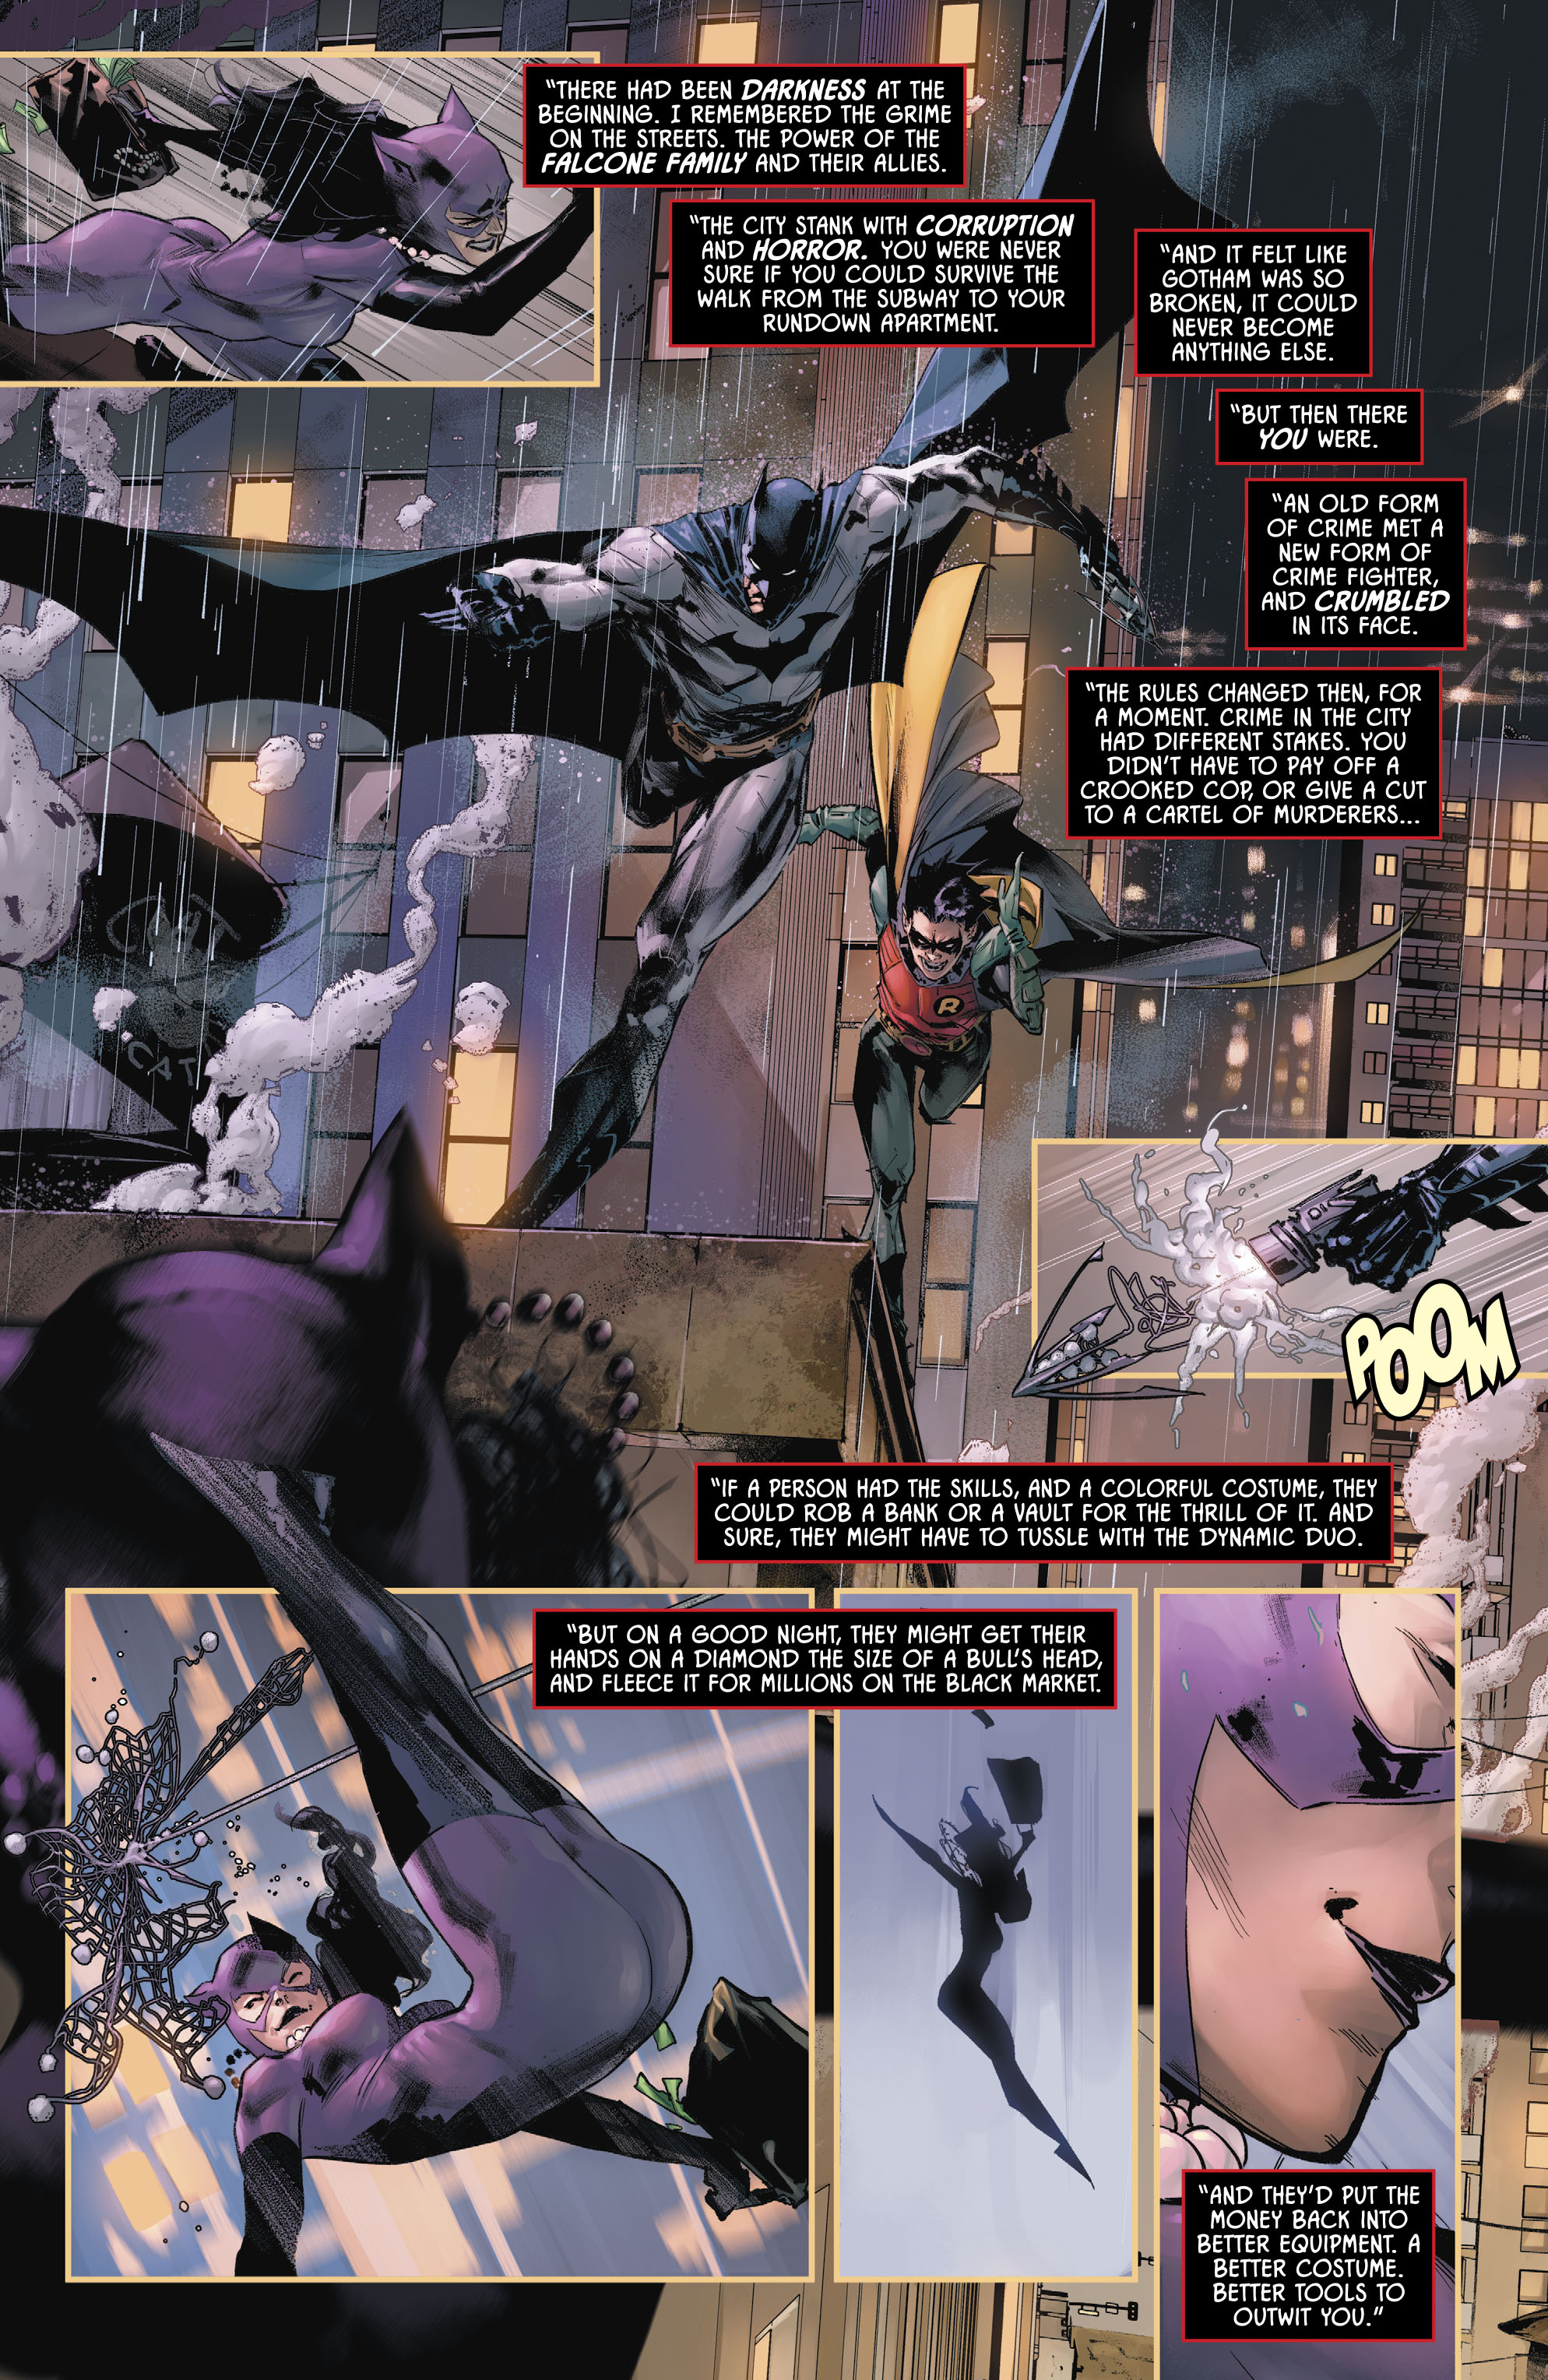 "THERE HAD BEEN DARKNESS AT THE
BEGINNING. I REMEMBERED THE GRIME
ON THE STREETS. THE POWER OF THE
FALCONE FAMILY AND THEIR ALLIES.
"THE CITY STANK WITH CORRUPTION
AND HORROR. YOU WERE NEVER
SURE IF YOU COULD SURVIVE THE
WALK FROM THE SUBWAY TO YOUR
RUNDOWN APARTMENT.
"AND IT FELT LIKE
GOTHAM WAS SO
BROKEN, IT COULD
NEVER BECOME
ANYTHING ELSE.
"BUT THEN THERE
YOU WERE.
"AN OLD FORM
OF CRIME MET A
NEW FORM OF
CRIME FIGHTER,
AND CRUMBLED
IN ITS FACE.
"THE RULES CHANGED THEN, FOR
A MOMENT. CRIME IN THE CITY
HAD DIFFERENT STAKES. YOU
DIDN'T HAVE TO PAY OFF A
CROOKED COP, OR GIVE A CUT
TO A CARTEL OF MURDERERS...
R
CAT
POOM
"IF A PERSON HAD THE SKILLS, AND A COLORFUL COSTUME, THEY
COULD ROB A BANK OR A VAULT FOR THE THRILL OF IT. AND
SURE, THEY MIGHT HAVE TO TUSSLE WITH THE DYNAMIC DUO.
"BUT ON A GOOD NIGHT, THEY MIGHT GET THEIR
HANDS ON A DIAMOND THE SIZE OF A BULL'S HEAD,
AND FLEECE IT FOR MILLIONS ON THE BLACK MARKET.
"AND THEY'D PUT THE
MONEY BACK INTO
BETTER EQUIPMENT. A
BETTER COSTUME.
BETTER TOOLS TO
OUTWIT YOU."